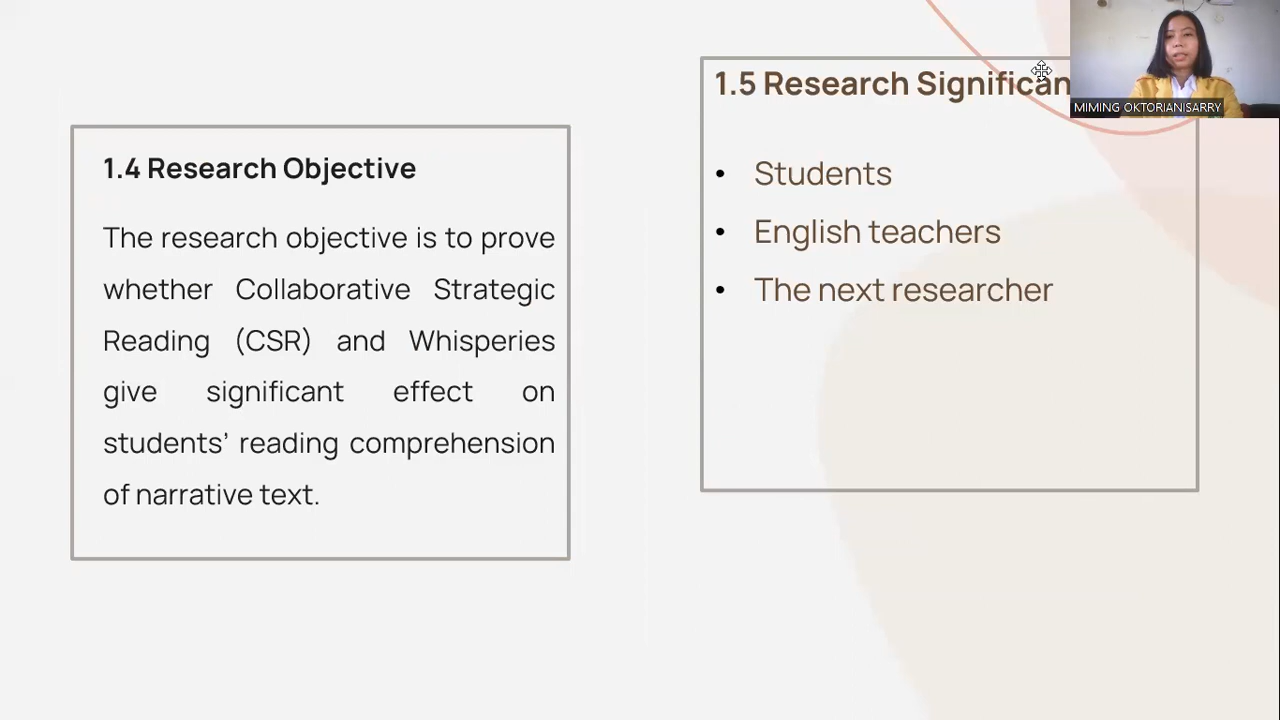 1.4 Research Objective
The research objective is to prove
whether Collaborative Strategic
Reading (CSR) and Whisperies
give significant effect on
students’ reading comprehension
of narrative text.
1.5 Research Significan
• Students
• English teachers
• The next researcher
MIMING OKTORIANISARRY